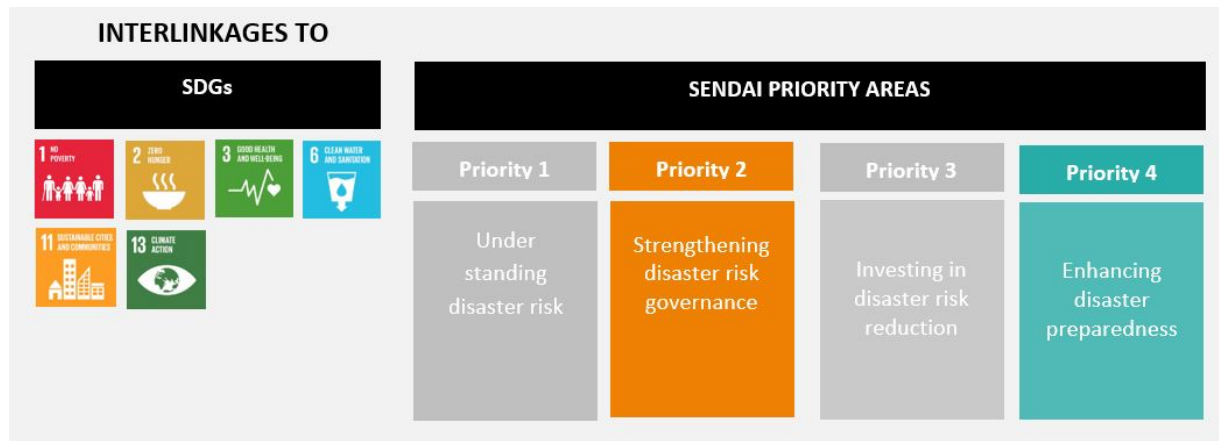 INTERLINKAGES TO
SDGs
1 NO
POVERTY
2 ZERO
HUNGER
3 GOOD HEALTH
AND WELL-BEING
6 CLEAN WATER
AND SANITATION
11 SUSTAINABLE CITIES
AND COMMUNITIES
13 CLIMATE
ACTION
SENDAI PRIORITY AREAS
Priority 1
Under
standing
disaster risk
Priority 2
Strengthening
disaster risk
governance
Priority 3
Investing in
disaster risk
reduction
Priority 4
Enhancing
disaster
preparedness